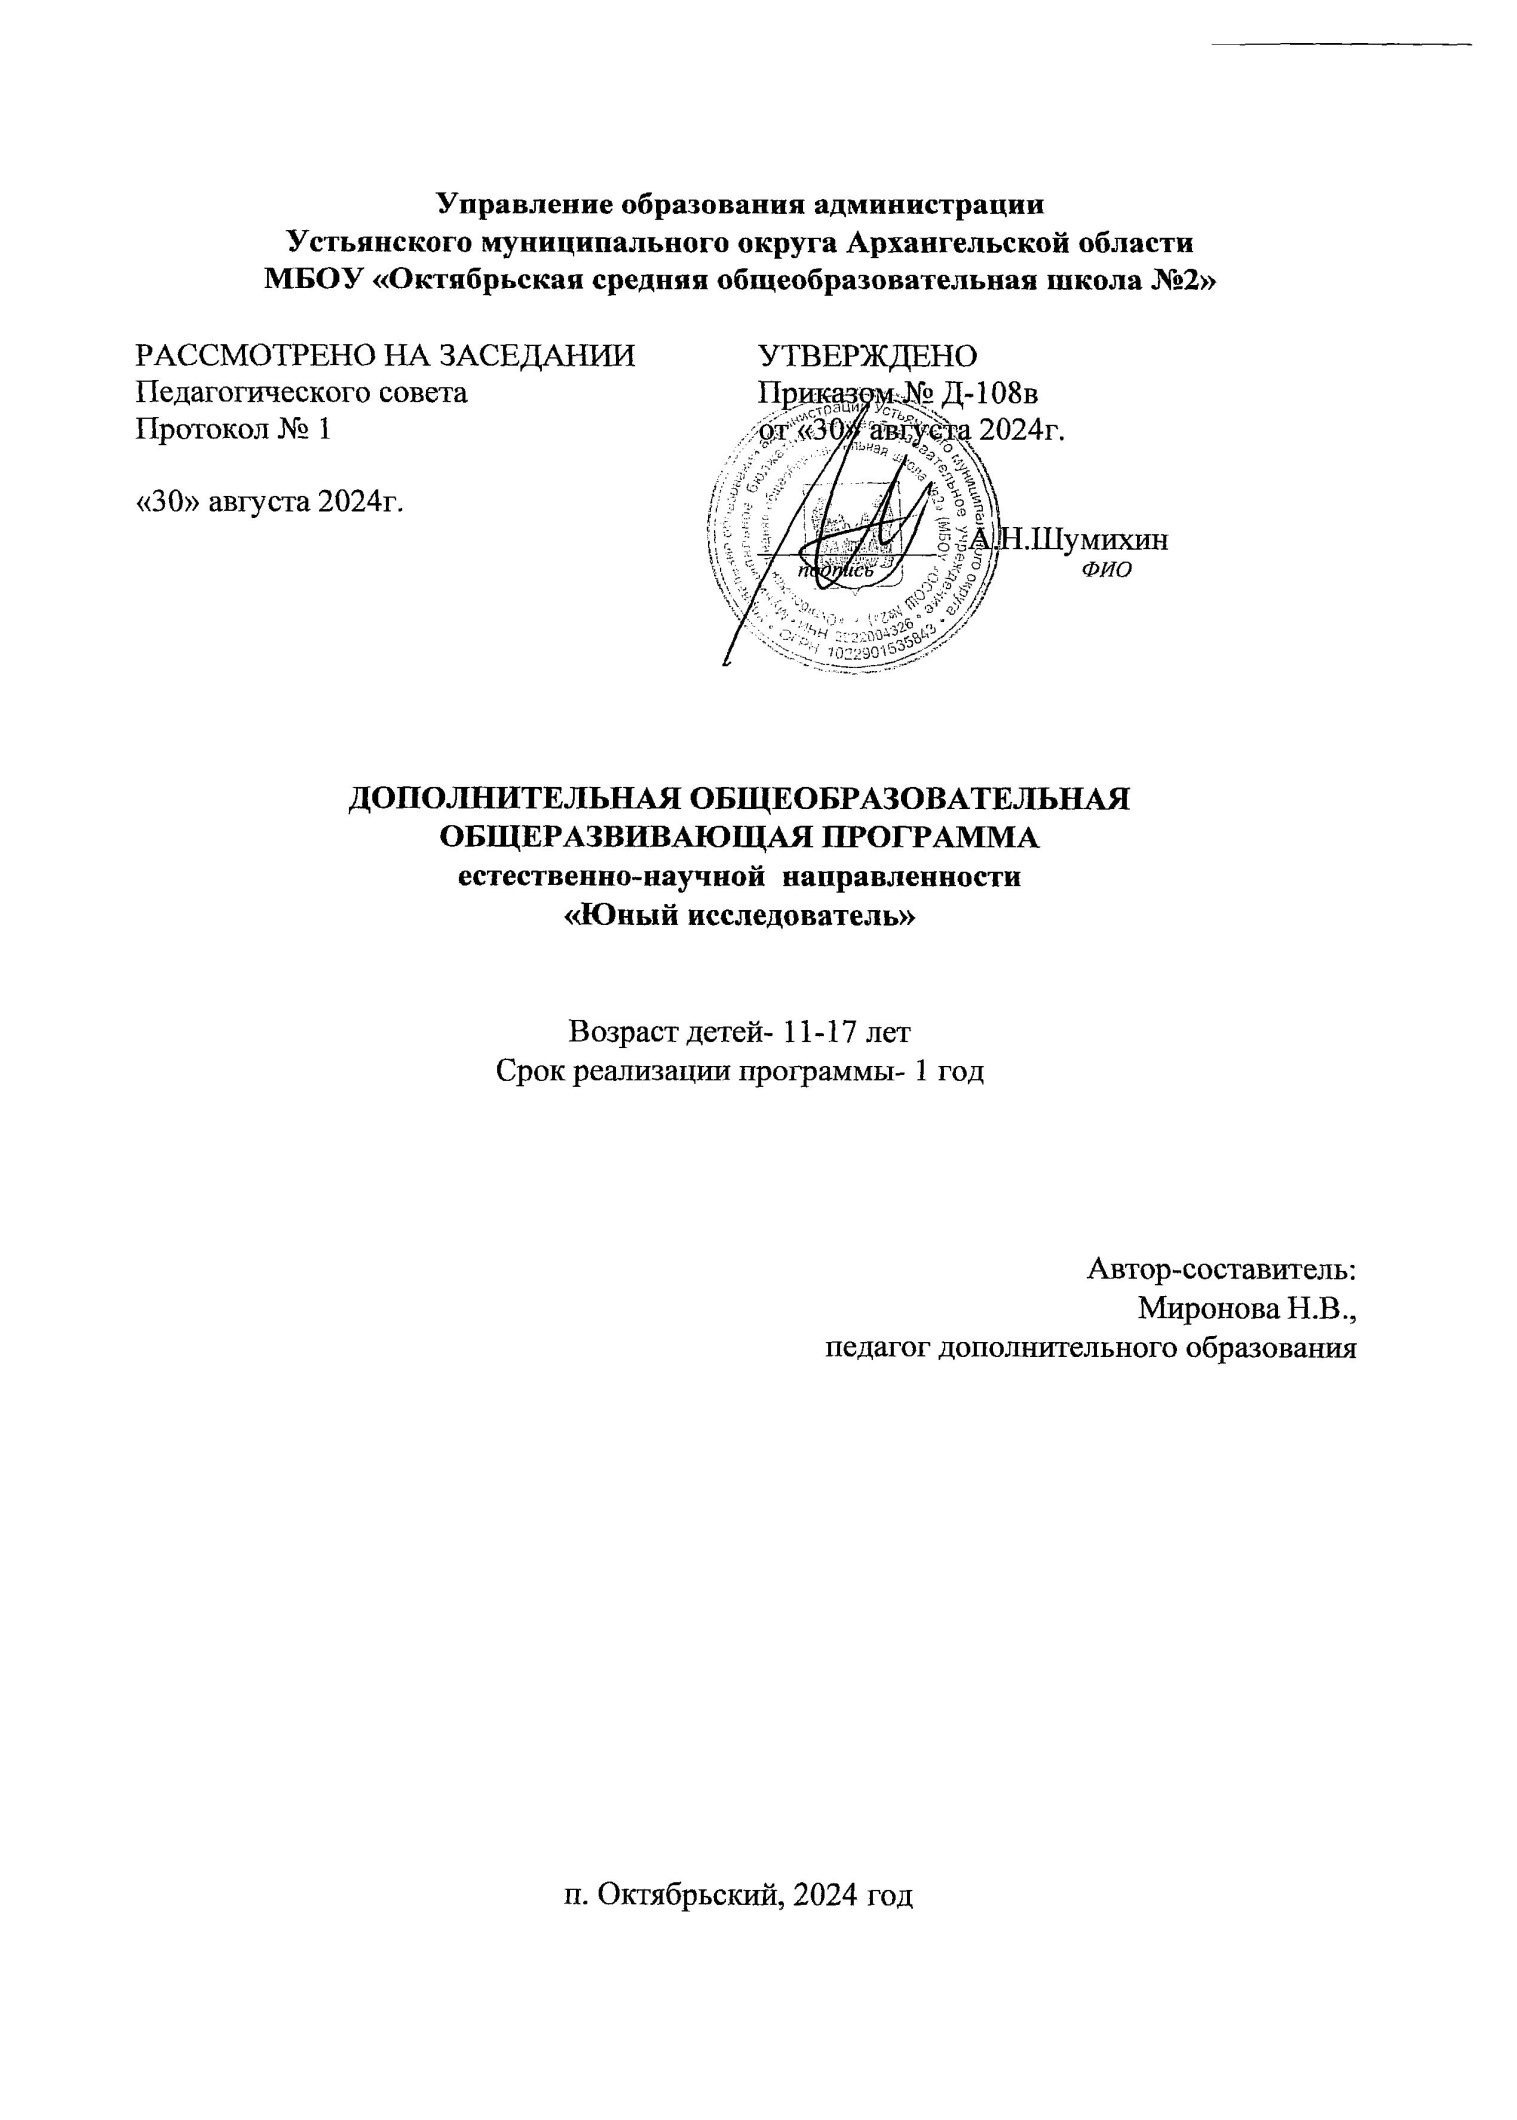 Управление образования администрации
Устьянского муниципального округа Архангельской области
МБОУ «Октябрьская средняя общеобразовательная школа №2»
РАССМОТРЕНО НА ЗАСЕДАНИИ
Педагогического совета
Протокол № 1
«30» августа 2024г.
УТВЕРЖДЕНО
Приказом № Д-108в
от «30» августа 2024г.
А.Н.Шумихин
подпись
ФИО
ОГРН 1022901535843
ДОПОЛНИТЕЛЬНАЯ ОБЩЕОБРАЗОВАТЕЛЬНАЯ
ОБЩЕРАЗВИВАЮЩАЯ ПРОГРАММА
естественно-научной направленности
«Юный исследователь»
Возраст детей- 11-17 лет
Срок реализации программы- 1 год
Автор-составитель:
Миронова Н.В.,
педагог дополнительного образования
п. Октябрьский, 2024 год